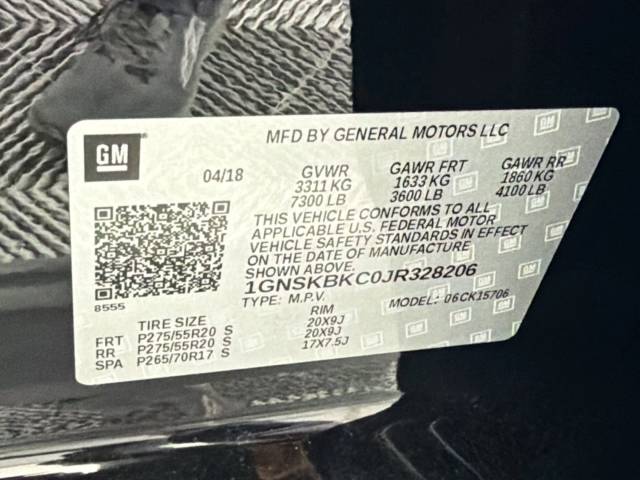 GM
MFD BY GENERAL MOTORS LLC
04/18 GVWR GAWR FRT GAWR RR
3311 KG 1633 KG 1860 KG
7300 LB 3600 LB 4100 LB
THIS VEHICLE CONFORMS TO ALL
APPLICABLE U.S. FEDERAL MOTOR
VEHICLE SAFETY STANDARDS IN EFFECT
ON THE DATE OF MANUFACTURE
SHOWN ABOVE.
1GNSKBKC0JR328206
8555
TYPE: M.P.V. MODEL: 06CK15706
TIRE SIZE RIM
FRT P275/55R20 S 20X9J
RR P275/55R20 S 20X9J
SPA P265/70R17 S 17X7.5J